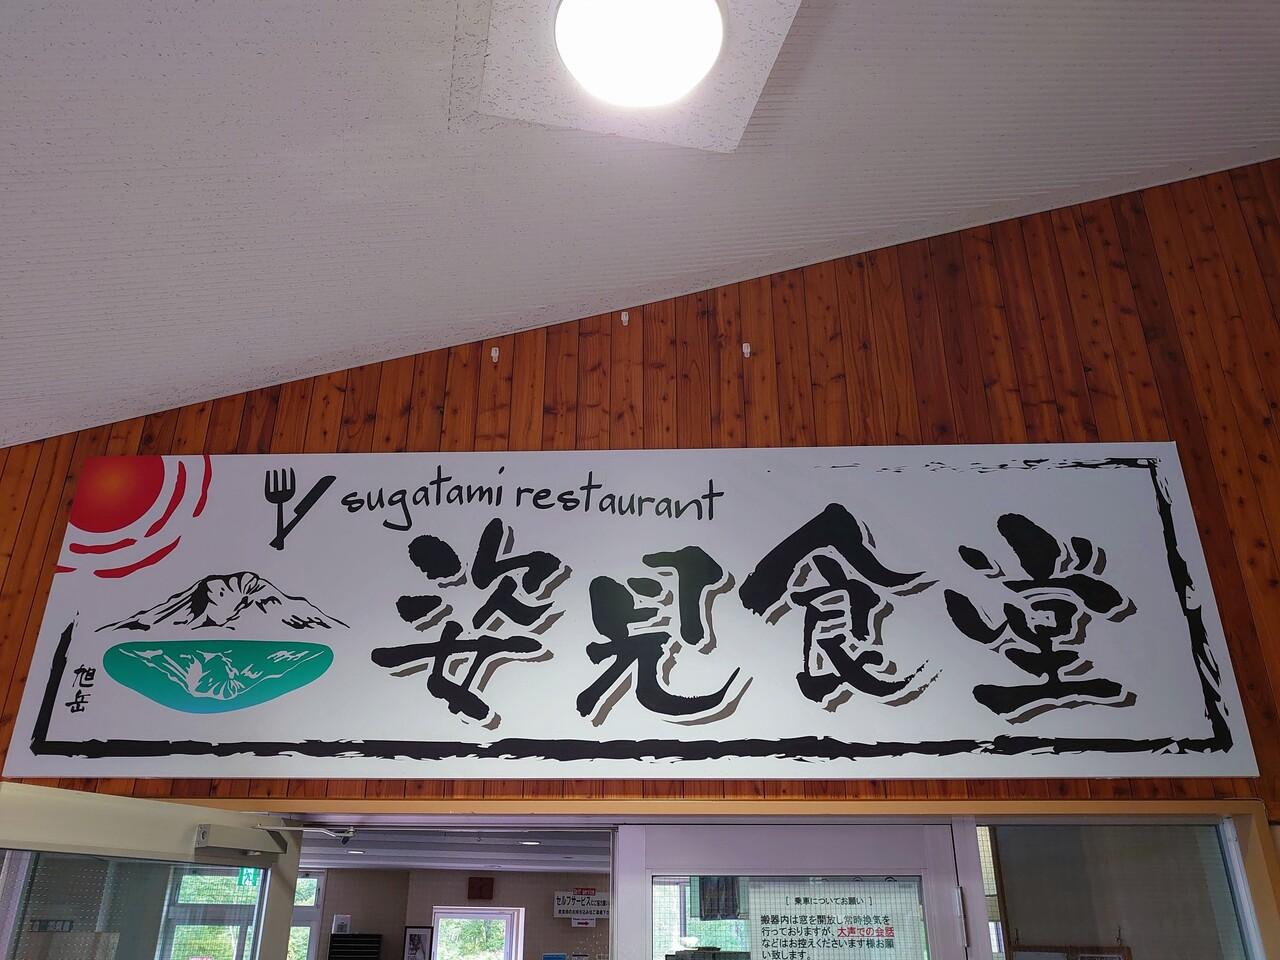 sugatami restaurant
姿見食堂
旭岳
Self service
セルフサービス
[ 乗車についてお願い ]
搬器内は窓を開放し常時換気を
行っておりますが、大声での会話
などはお控えくださいます様お願
い致します。